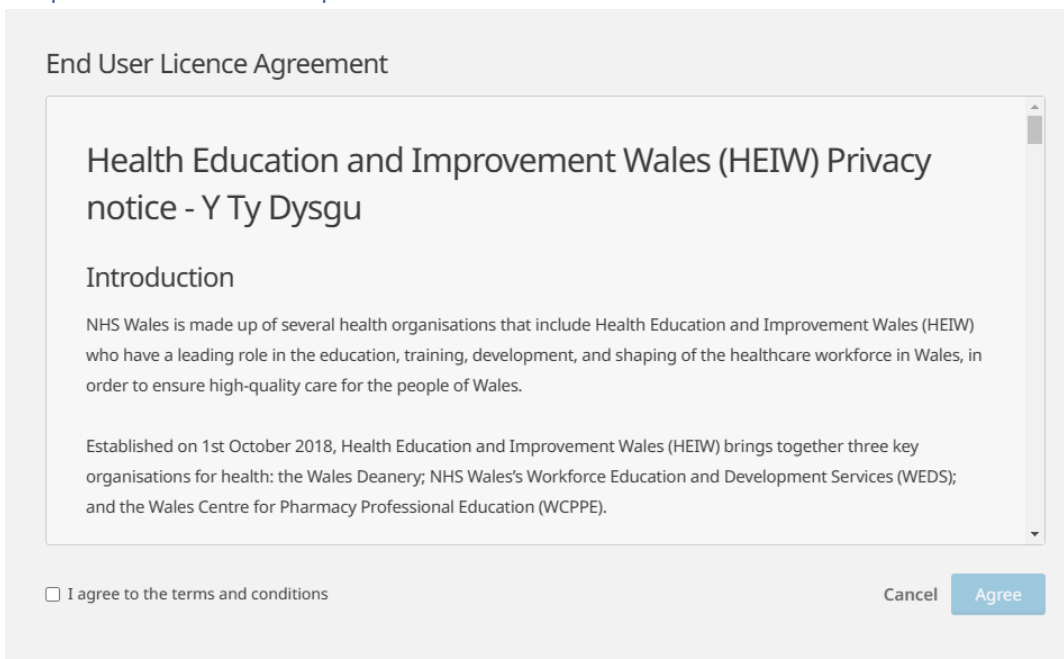 End User Licence Agreement
Health Education and Improvement Wales (HEIW) Privacy
notice - Y Ty Dysgu
Introduction
NHS Wales is made up of several health organisations that include Health Education and Improvement Wales (HEIW)
who have a leading role in the education, training, development, and shaping of the healthcare workforce in Wales, in
order to ensure high-quality care for the people of Wales.
Established on 1st October 2018, Health Education and Improvement Wales (HEIW) brings together three key
organisations for health: the Wales Deanery; NHS Wales's Workforce Education and Development Services (WEDS);
and the Wales Centre for Pharmacy Professional Education (WCPPE).
I agree to the terms and conditions
Cancel
Agree